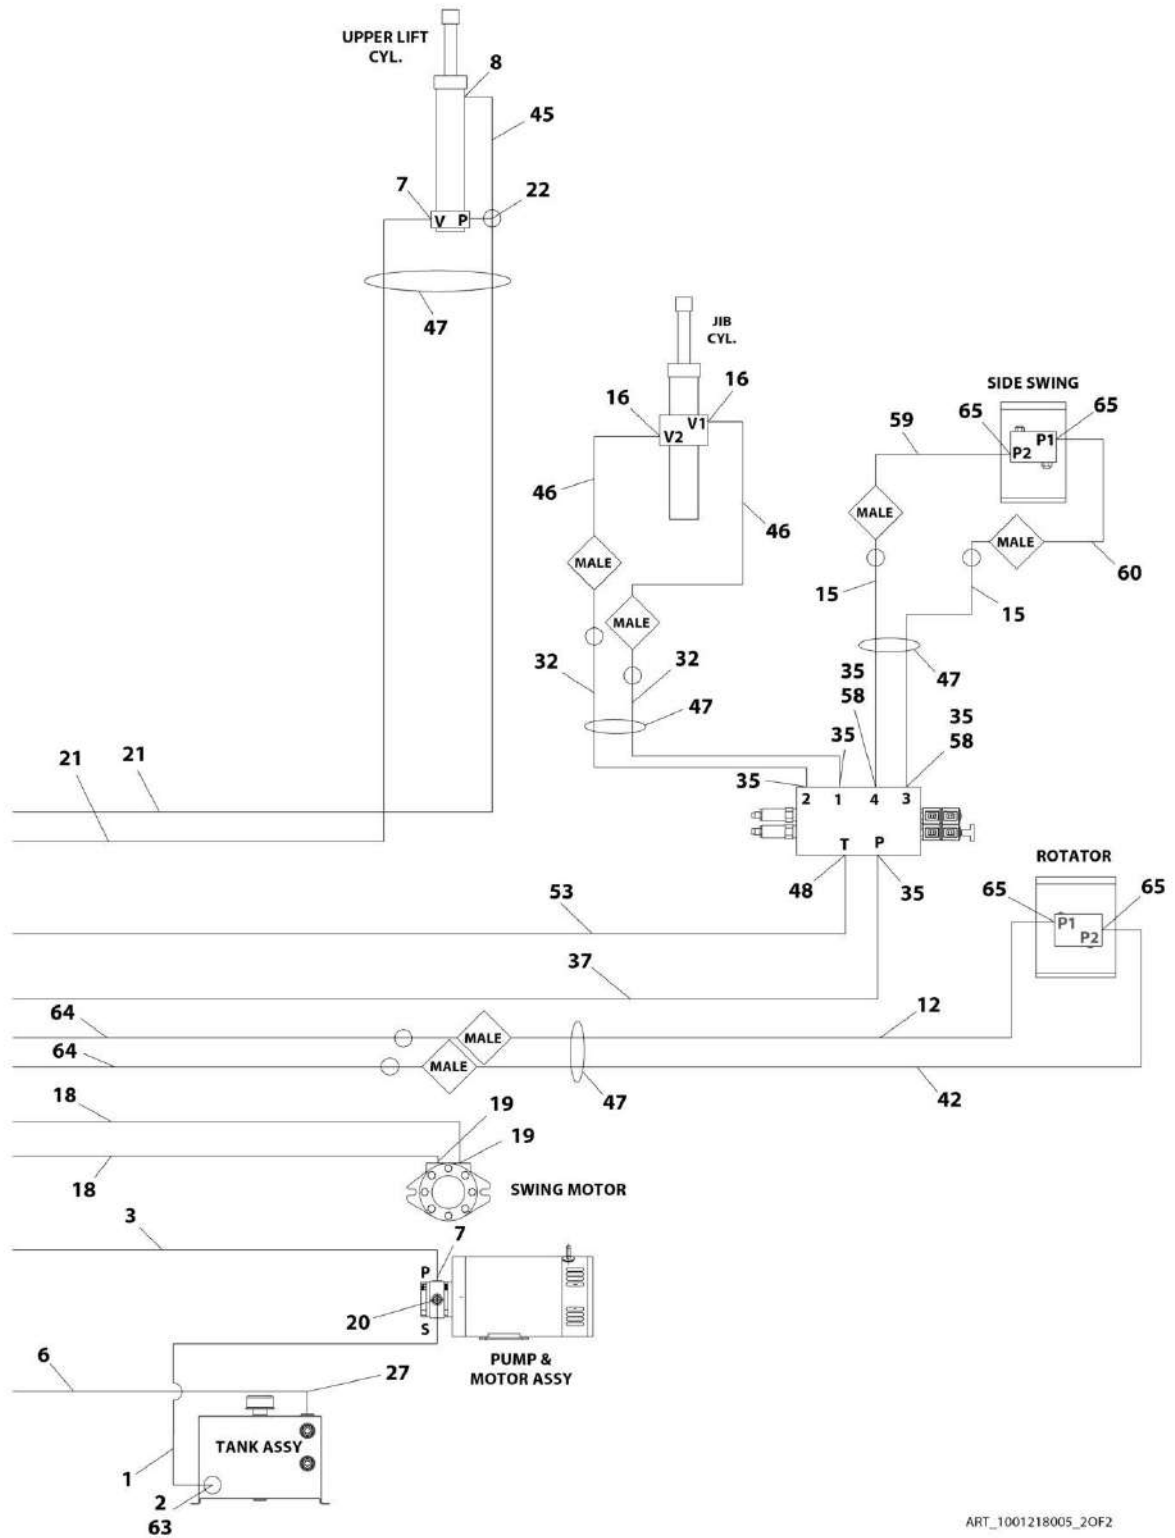 UPPER LIFT
CYL.
8
45
7
22
V P
47
JIB
CYL.
16
16
V1
V2
46
46
MALE
MALE
32
32
47
SIDE SWING
65
65
59
P1
P2
MALE
MALE
60
15
15
47
35
58
35
58
35
35
2 1 4 3
T P
48
35
21
21
53
37
ROTATOR
65
65
P1
P2
64
MALE
12
64
MALE
47
42
18
19
19
18
SWING MOTOR
3
7
P
20
S
PUMP &
MOTOR ASSY
6
27
TANK ASSY
1
2
63
ART_1001218005_2OF2